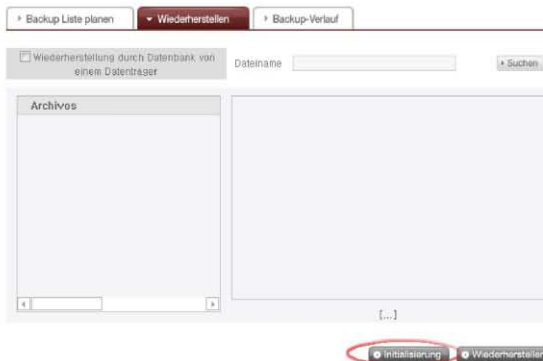 Backup Liste planen
Wiederherstellen
Backup-Verlauf
Wiederherstellung durch Datenbank von
einem Datenträger
Dateiname
Suchen
Archivos
[...]
Initialisierung
Wiederherstellen